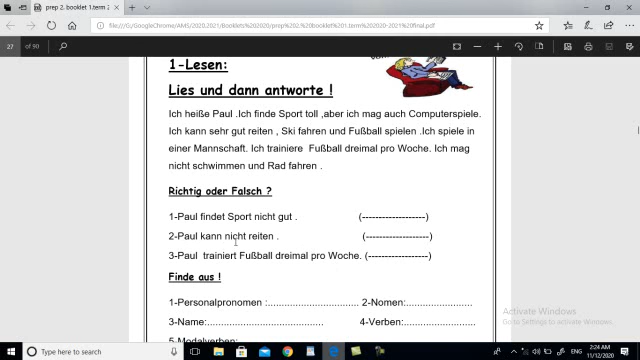 prep 2. booklet 1.term 2
file:///G:/GoogleChrome/AMS/2020.2021/Booklets%202020/prep%202.%20booklet%201.term%202020-2021%20final.pdf
27 of 90
1-Lesen:
Lies und dann antworte !
Ich heiße Paul .Ich finde Sport toll ,aber ich mag auch Computerspiele.
Ich kann sehr gut reiten , Ski fahren und Fußball spielen .Ich spiele in
einer Mannschaft. Ich trainiere Fußball dreimal pro Woche. Ich mag
nicht schwimmen und Rad fahren .
Richtig oder Falsch ?
1-Paul findet Sport nicht gut . (-------------------)
2-Paul kann nicht reiten . (-------------------)
3-Paul trainiert Fußball dreimal pro Woche. (------------------)
Finde aus !
1-Personalpronomen :............................... 2-Nomen:.......................
3-Name:........................................ 4-Verben:........................
5-Modalverben:
Activate Windows
Go to Settings to activate Windows.
Type here to search
ENG
2:24 AM
11/12/2020